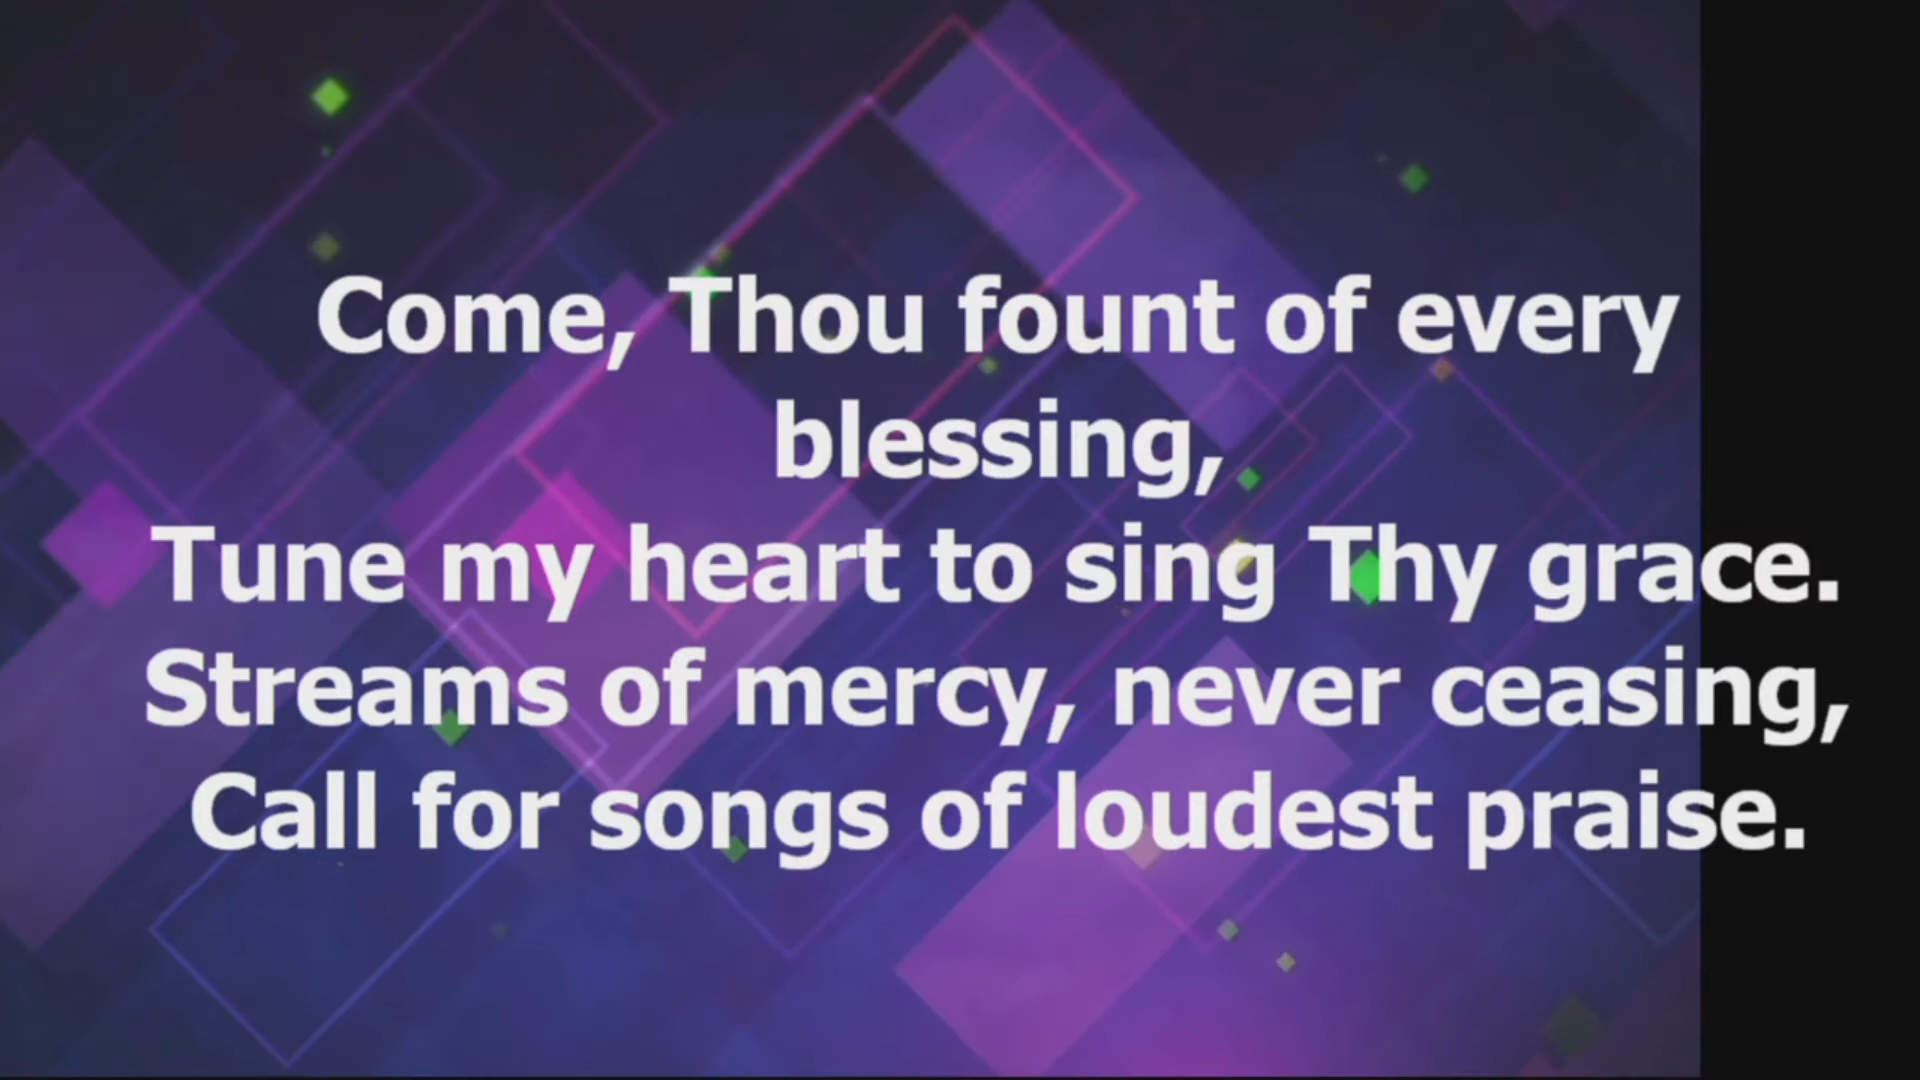 Come, Thou fount of every
blessing,
Tune my heart to sing Thy grace.
Streams of mercy, never ceasing,
Call for songs of loudest praise.